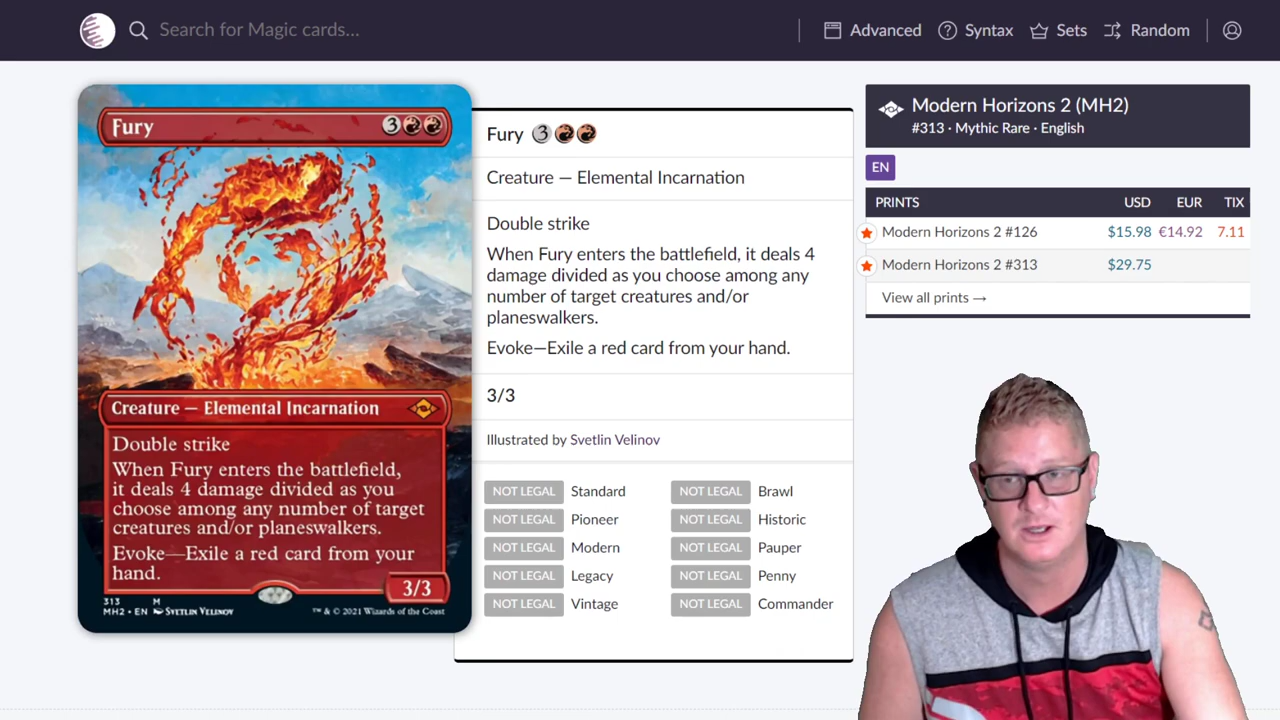 Search for Magic cards...
Advanced
Syntax
Sets
Random
Fury 3
Creature — Elemental Incarnation
Double strike
When Fury enters the battlefield,
it deals 4 damage divided as you
choose among any number of target
creatures and/or planeswalkers.
Evoke—Exile a red card from your
hand.
3/3
313 M
MH2 • EN Svetlin Velinov
™ & © 2021 Wizards of the Coast
Fury 3
Creature — Elemental Incarnation
Double strike
When Fury enters the battlefield, it deals 4
damage divided as you choose among any
number of target creatures and/or
planeswalkers.
Evoke—Exile a red card from your hand.
3/3
Illustrated by Svetlin Velinov
NOT LEGAL Standard NOT LEGAL Brawl
NOT LEGAL Pioneer NOT LEGAL Historic
NOT LEGAL Modern NOT LEGAL Pauper
NOT LEGAL Legacy NOT LEGAL Penny
NOT LEGAL Vintage NOT LEGAL Commander
Modern Horizons 2 (MH2)
#313 · Mythic Rare · English
EN
PRINTS USD EUR TIX
Modern Horizons 2 #126 $15.98 €14.92 7.11
Modern Horizons 2 #313 $29.75
View all prints →